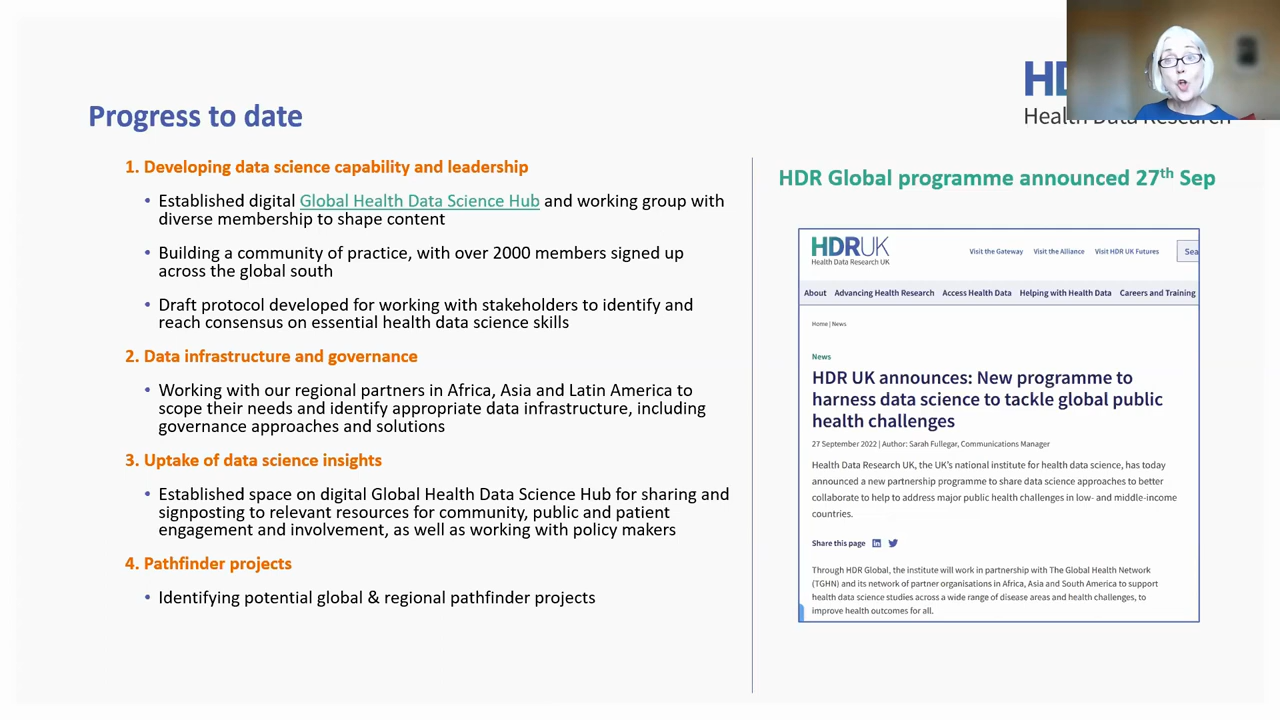 HD
Health Data Research
Progress to date
1. Developing data science capability and leadership
• Established digital Global Health Data Science Hub and working group with
diverse membership to shape content
• Building a community of practice, with over 2000 members signed up
across the global south
• Draft protocol developed for working with stakeholders to identify and
reach consensus on essential health data science skills
2. Data infrastructure and governance
• Working with our regional partners in Africa, Asia and Latin America to
scope their needs and identify appropriate data infrastructure, including
governance approaches and solutions
3. Uptake of data science insights
• Established space on digital Global Health Data Science Hub for sharing and
signposting to relevant resources for community, public and patient
engagement and involvement, as well as working with policy makers
4. Pathfinder projects
• Identifying potential global & regional pathfinder projects
HDR Global programme announced 27th Sep
HDRUK
Health Data Research UK
Visit the Gateway Visit the Alliance Visit HDR UK Futures Sea
About Advancing Health Research Access Health Data Helping with Health Data Careers and Training
Home | News
News
HDR UK announces: New programme to
harness data science to tackle global public
health challenges
27 September 2022 | Author: Sarah Fullegar, Communications Manager
Health Data Research UK, the UK's national institute for health data science, has today
announced a new partnership programme to share data science approaches to better
collaborate to help to address major public health challenges in low- and middle-income
countries.
Share this page
Through HDR Global, the institute will work in partnership with The Global Health Network
(TGHN) and its network of partner organisations in Africa, Asia and South America to support
health data science studies across a wide range of disease areas and health challenges, to
improve health outcomes for all.